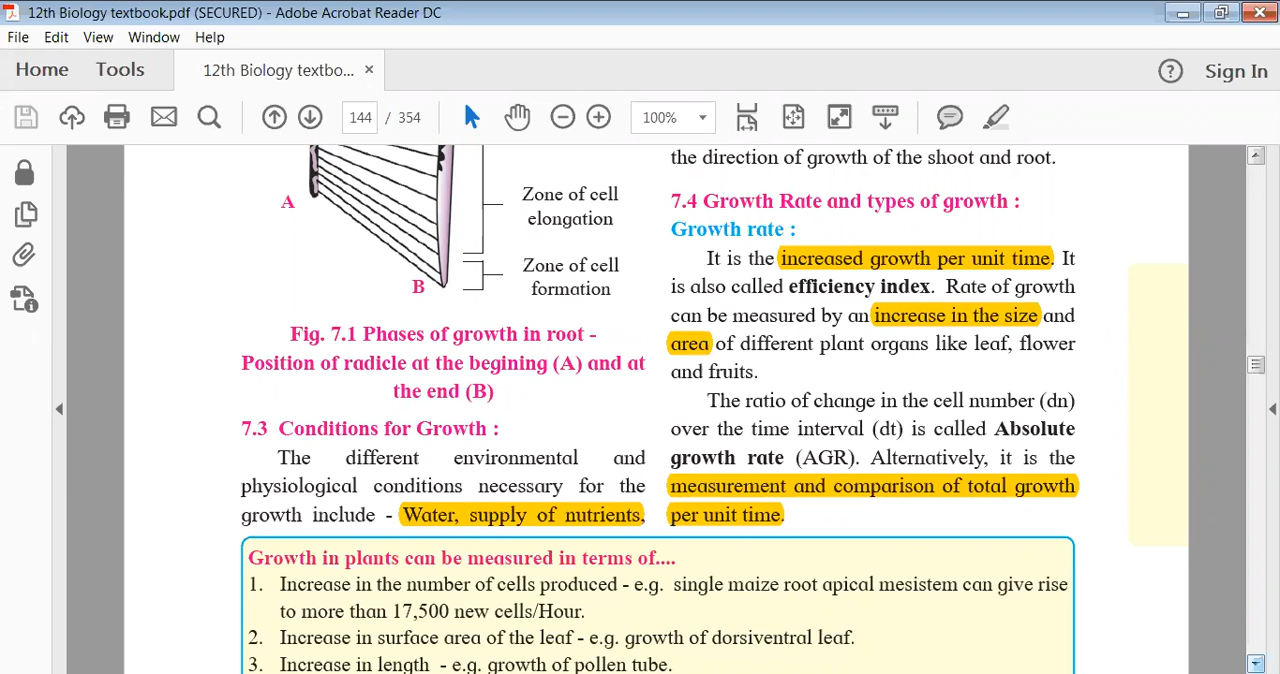 12th Biology textbook.pdf (SECURED) - Adobe Acrobat Reader DC
File Edit View Window Help
Home Tools 12th Biology textbo... × Sign In
144 / 354 100%
A
B
Zone of cell
elongation
Zone of cell
formation
Fig. 7.1 Phases of growth in root -
Position of radicle at the begining (A) and at
the end (B)
7.3 Conditions for Growth :
The different environmental and
physiological conditions necessary for the
growth include - Water, supply of nutrients,
the direction of growth of the shoot and root.
7.4 Growth Rate and types of growth :
Growth rate :
It is the increased growth per unit time. It
is also called efficiency index. Rate of growth
can be measured by an increase in the size and
area of different plant organs like leaf, flower
and fruits.
The ratio of change in the cell number (dn)
over the time interval (dt) is called Absolute
growth rate (AGR). Alternatively, it is the
measurement and comparison of total growth
per unit time.
Growth in plants can be measured in terms of....
1. Increase in the number of cells produced - e.g. single maize root apical mesistem can give rise
to more than 17,500 new cells/Hour.
2. Increase in surface area of the leaf - e.g. growth of dorsiventral leaf.
3. Increase in length - e.g. growth of pollen tube.